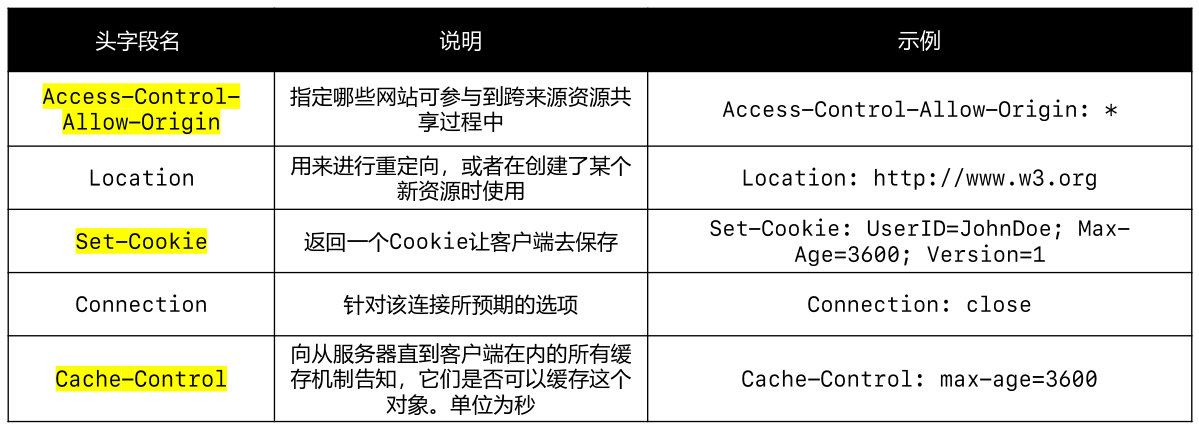 头字段名
说明
示例
Access-Control-
Allow-Origin
指定哪些网站可参与到跨来源资源共
享过程中
Access-Control-Allow-Origin: *
Location
用来进行重定向，或者在创建了某个
新资源时使用
Location: http://www.w3.org
Set-Cookie
返回一个Cookie让客户端去保存
Set-Cookie: UserID=JohnDoe; Max-
Age=3600; Version=1
Connection
针对该连接所预期的选项
Connection: close
Cache-Control
向从服务器直到客户端在内的所有缓
存机制告知，它们是否可以缓存这个
对象。单位为秒
Cache-Control: max-age=3600